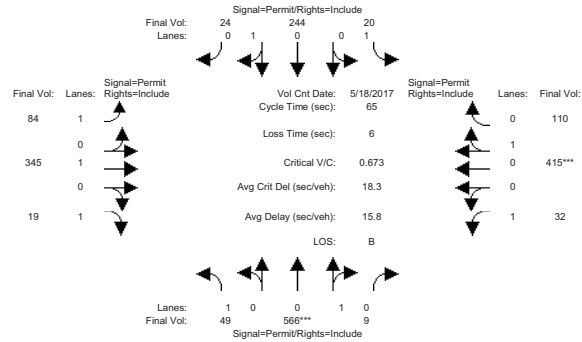 Signal=Permit/Rights=Include
Final Vol: 24 244 20
Lanes: 0 1 0 0 1
Signal=Permit
Final Vol: Lanes: Rights=Include
Vol Cnt Date: 5/18/2017
Signal=Permit
Rights=Include Lanes: Final Vol:
Cycle Time (sec): 65
84 1
0 110
Loss Time (sec): 6
0
1
345 1
Critical V/C: 0.673
0 415***
0
Avg Crit Del (sec/veh): 18.3
0
19 1
Avg Delay (sec/veh): 15.8
1 32
LOS: B
Lanes: 1 0 0 1 0
Final Vol: 49 566*** 9
Signal=Permit/Rights=Include